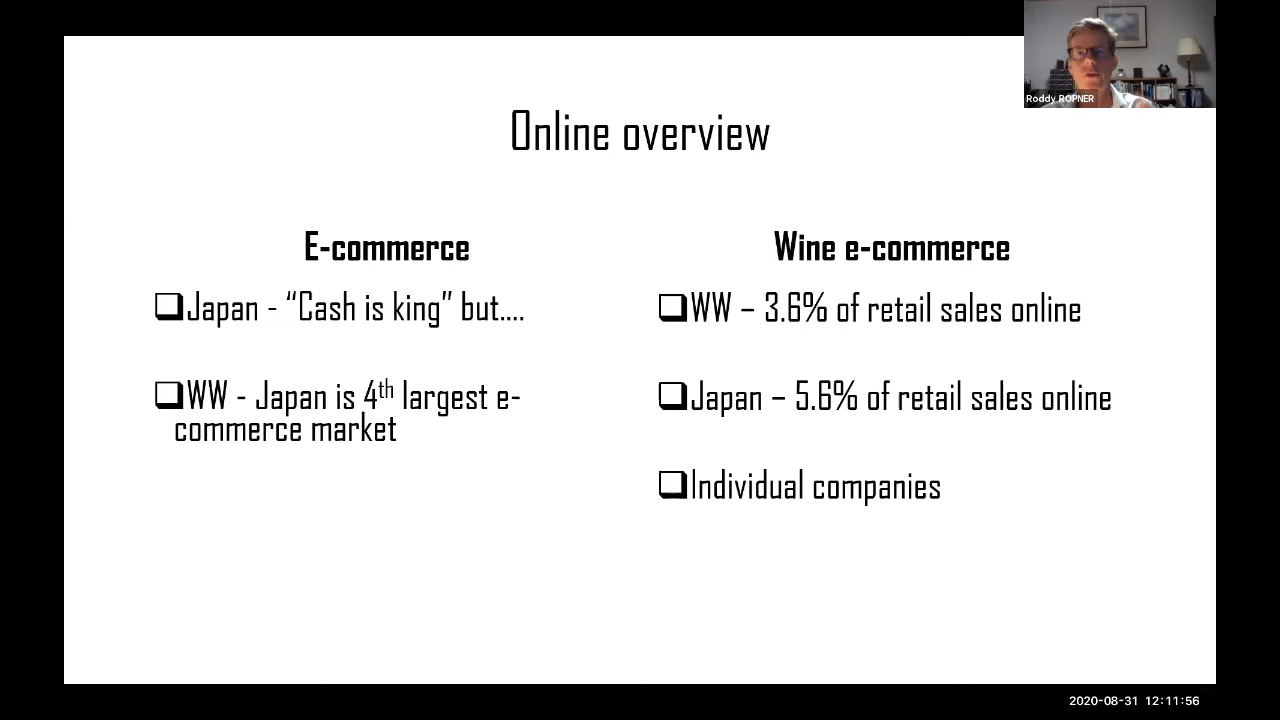 Roddy ROPNER
Online overview
E-commerce
❑Japan - “Cash is king” but....
❑WW - Japan is 4th largest e-
commerce market
Wine e-commerce
❑WW – 3.6% of retail sales online
❑Japan – 5.6% of retail sales online
❑Individual companies
2020-08-31 12:11:56